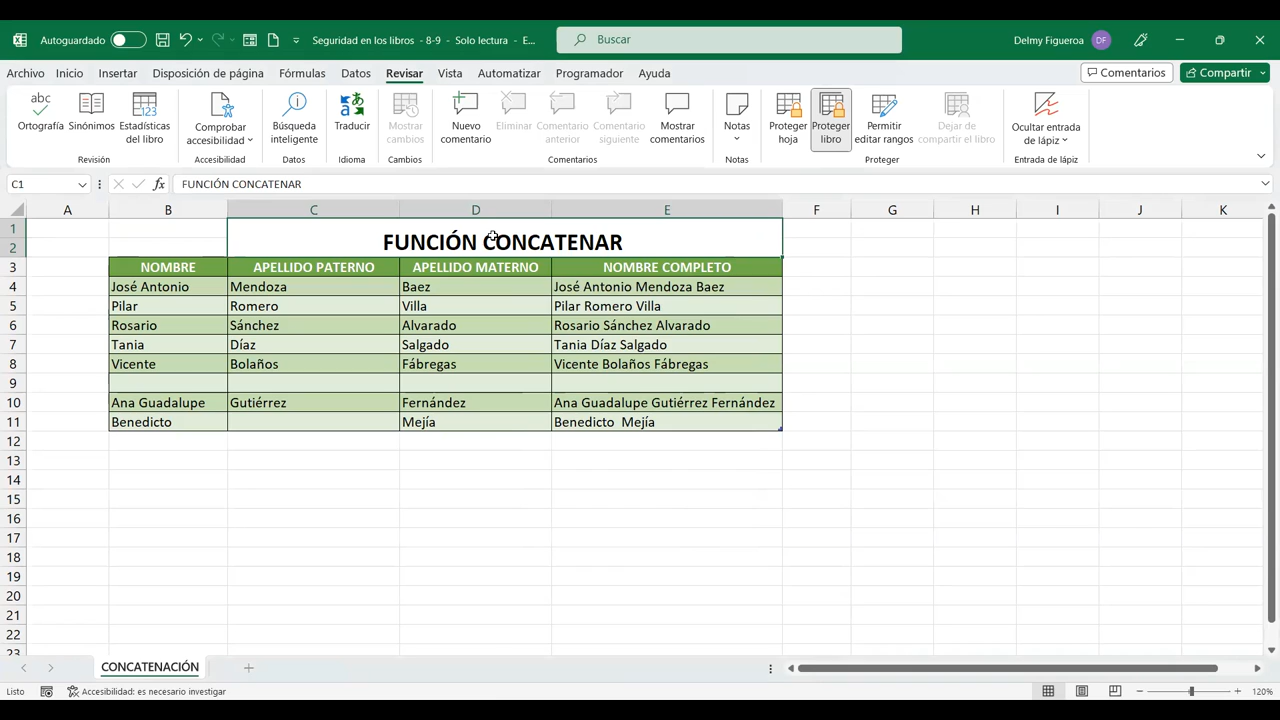 Autoguardado Seguridad en los libros - 8-9 - Solo lectura - E... Buscar Delmy Figueroa DF
Archivo Inicio Insertar Disposición de página Fórmulas Datos Revisar Vista Automatizar Programador Ayuda Comentarios Compartir
abc
Ortografía Sinónimos Estadísticas del libro Comprobar accesibilidad Búsqueda inteligente Traducir Mostrar cambios Nuevo comentario Eliminar Comentario anterior Comentario siguiente Mostrar comentarios Notas Proteger hoja Proteger libro Permitir editar rangos Dejar de compartir el libro Ocultar entrada de lápiz
Revisión Accesibilidad Datos Idioma Cambios Comentarios Notas Proteger Entrada de lápiz
C1 fx FUNCIÓN CONCATENAR
A B C D E F G H I J K
1
FUNCIÓN CONCATENAR
2
3 NOMBRE APELLIDO PATERNO APELLIDO MATERNO NOMBRE COMPLETO
4 José Antonio Mendoza Baez José Antonio Mendoza Baez
5 Pilar Romero Villa Pilar Romero Villa
6 Rosario Sánchez Alvarado Rosario Sánchez Alvarado
7 Tania Díaz Salgado Tania Díaz Salgado
8 Vicente Bolaños Fábregas Vicente Bolaños Fábregas
9
10 Ana Guadalupe Gutiérrez Fernández Ana Guadalupe Gutiérrez Fernández
11 Benedicto Mejía Benedicto  Mejía
12
13
14
15
16
17
18
19
20
21
22
23
CONCATENACIÓN
Listo Accesibilidad: es necesario investigar 120%